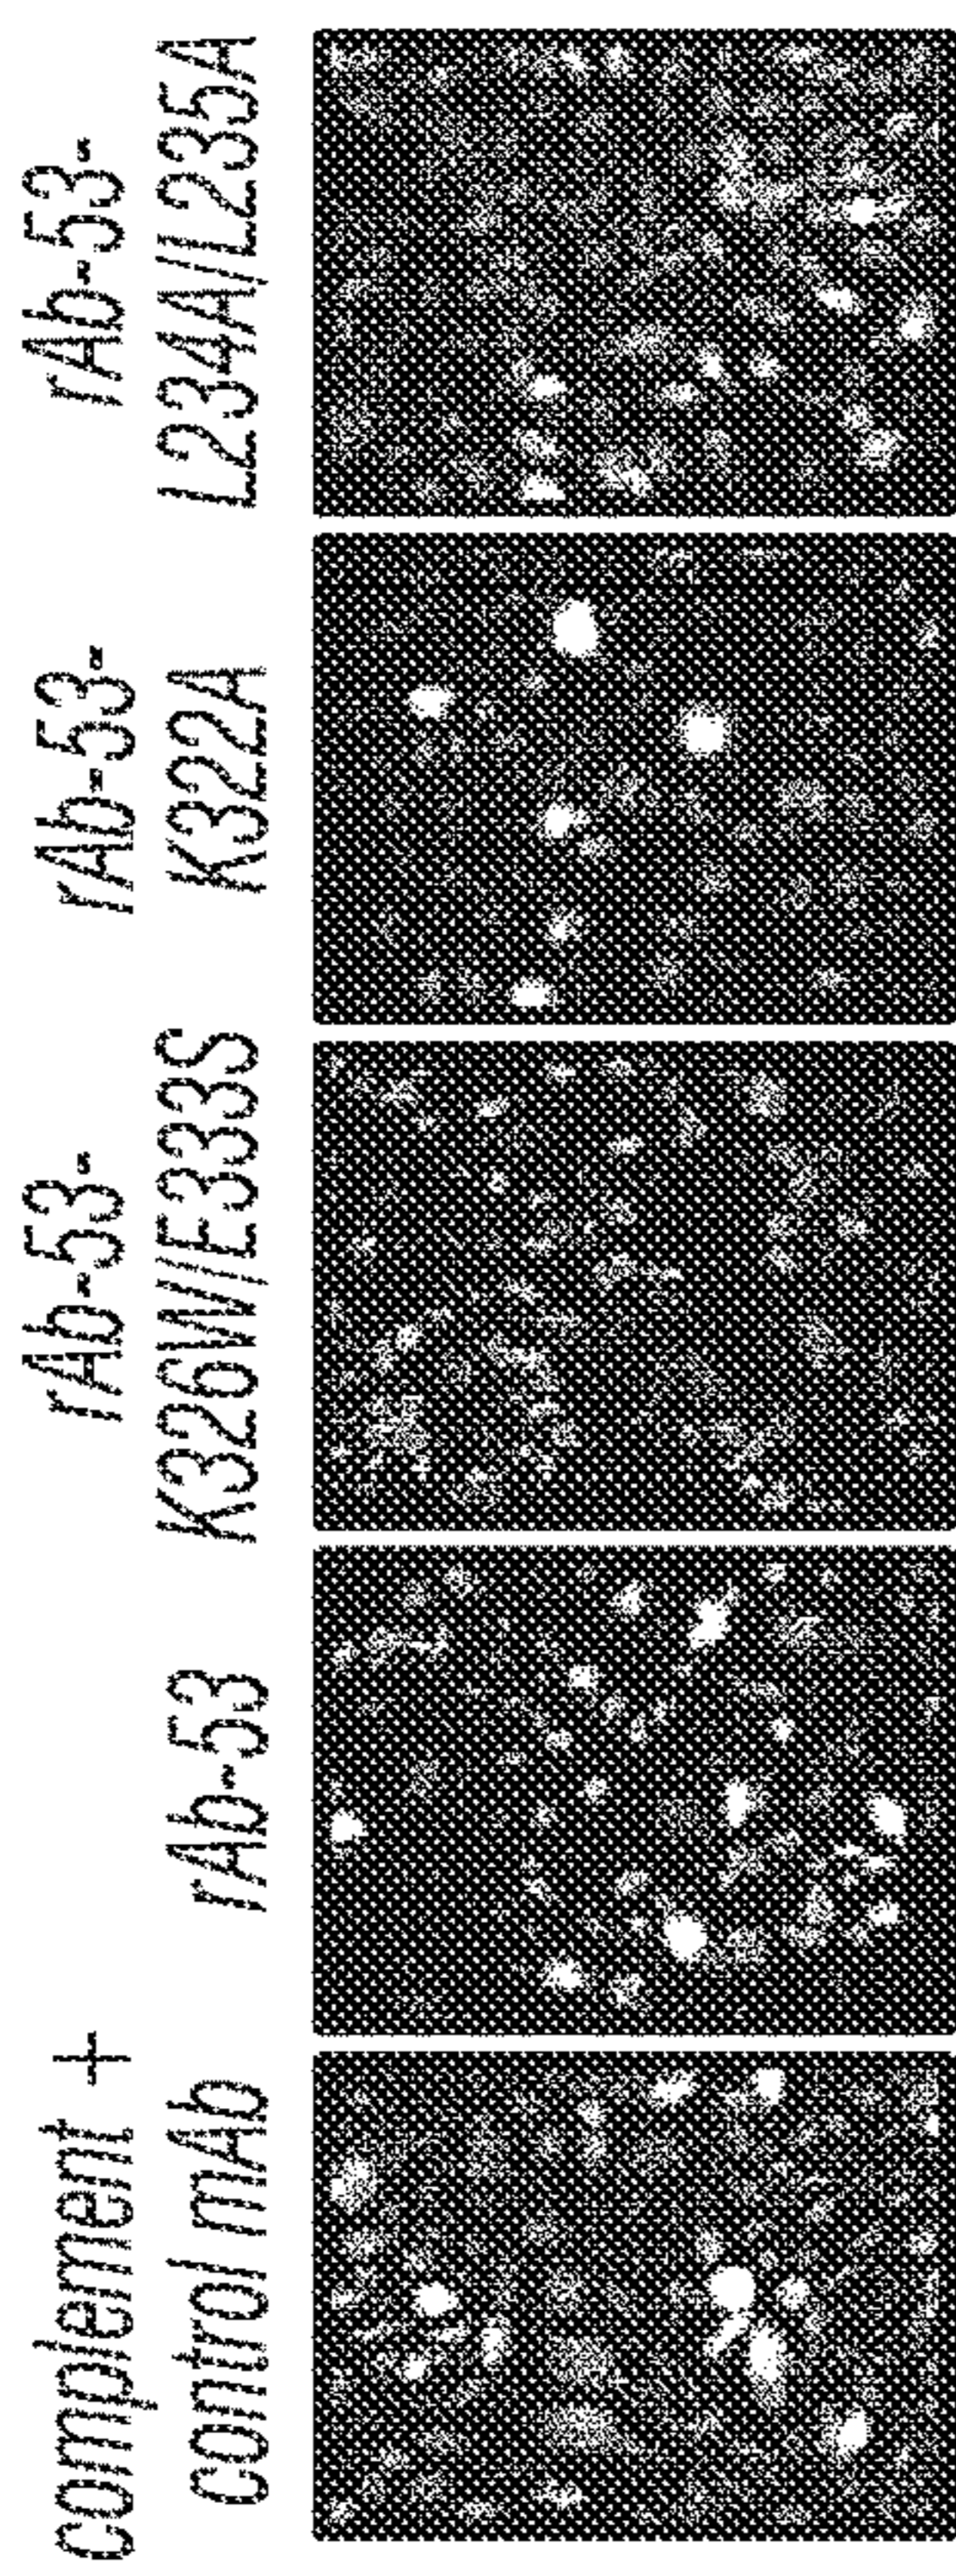 complement +
control mAb
rAb-53
rAb-53-
K326W/E333S
rAb-53-
K322A
rAb-53-
L234A/L235A